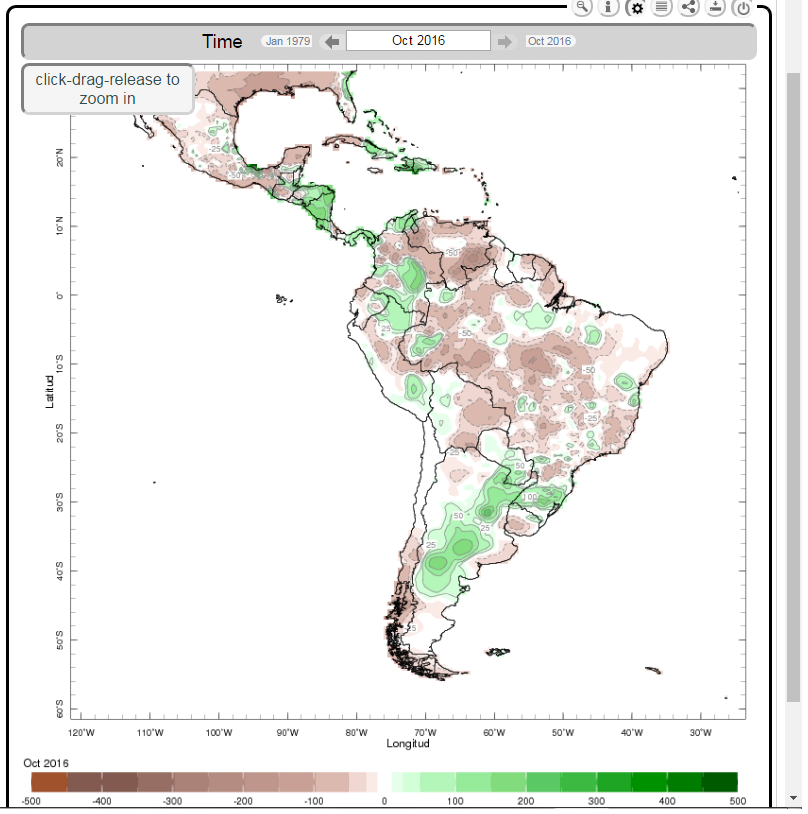 Time Jan 1979 Oct 2016 Oct 2016
click-drag-release to
zoom in
20°N
10°N
0°
10°S
20°S
30°S
40°S
50°S
60°S
Latitud
-25
-50
-50
25
-50
-25
-25
50
100
50
25
25
120°W 110°W 100°W 90°W 80°W 70°W 60°W 50°W 40°W 30°W
Longitud
Oct 2016
-500 -400 -300 -200 -100 0 100 200 300 400 500